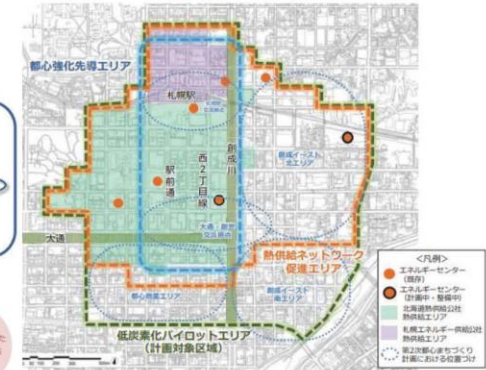 都心強化先導エリア
札幌駅
創成イースト
北エリア
駅前通
西2丁目線
創成川
大通・創世
交流拠点
大通
熱供給ネットワーク
促進エリア
都心商業エリア
創成イースト
南エリア
低炭素化パイロットエリア
（計画対象区域）
＜凡例＞
エネルギーセンター
（既存）
エネルギーセンター
（計画中・整備中）
北海道熱供給公社
熱供給エリア
札幌エネルギー供給公社
熱供給エリア
第2次都心まちづくり
計画における位置づけ